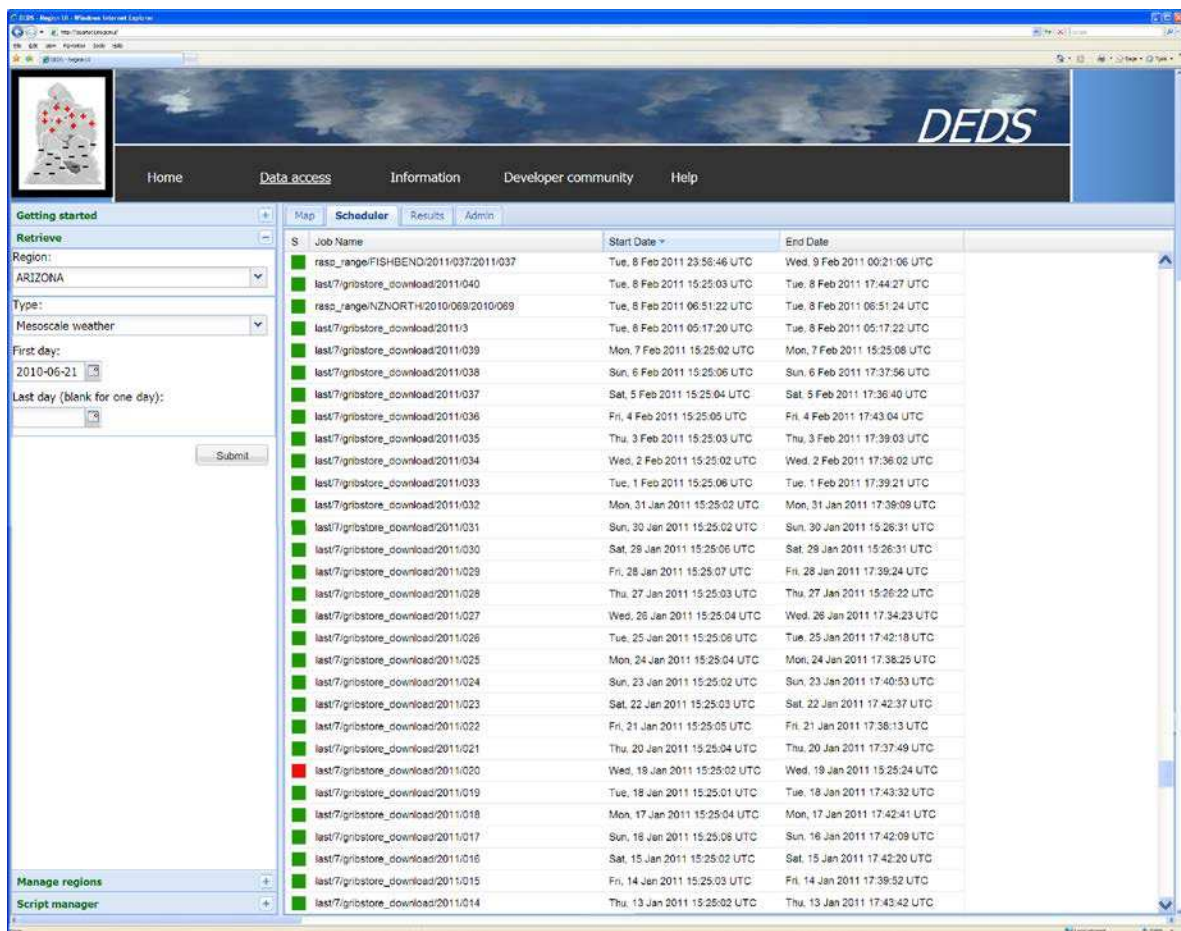 DEDS - Region UI - Windows Internet Explorer
DEDS
Home Data access Information Developer community Help
Getting started
Retrieve
Region:
ARIZONA
Type:
Mesoscale weather
First day:
2010-06-21
Last day (blank for one day):
Submit
Manage regions
Script manager
Map Scheduler Results Admin
S Job Name Start Date End Date
rasp_range/FISHBEND/2011/037/2011/037 Tue, 8 Feb 2011 23:56:46 UTC Wed, 9 Feb 2011 00:21:06 UTC
last/7/gribstore_download/2011/040 Tue, 8 Feb 2011 15:25:03 UTC Tue, 8 Feb 2011 17:44:27 UTC
rasp_range/NZNORTH/2010/069/2010/069 Tue, 8 Feb 2011 06:51:22 UTC Tue, 8 Feb 2011 06:51:24 UTC
last/7/gribstore_download/2011/3 Tue, 8 Feb 2011 05:17:20 UTC Tue, 8 Feb 2011 05:17:22 UTC
last/7/gribstore_download/2011/039 Mon, 7 Feb 2011 15:25:02 UTC Mon, 7 Feb 2011 15:25:08 UTC
last/7/gribstore_download/2011/038 Sun, 6 Feb 2011 15:25:06 UTC Sun, 6 Feb 2011 17:37:56 UTC
last/7/gribstore_download/2011/037 Sat, 5 Feb 2011 15:25:04 UTC Sat, 5 Feb 2011 17:36:40 UTC
last/7/gribstore_download/2011/036 Fri, 4 Feb 2011 15:25:05 UTC Fri, 4 Feb 2011 17:43:04 UTC
last/7/gribstore_download/2011/035 Thu, 3 Feb 2011 15:25:03 UTC Thu, 3 Feb 2011 17:39:03 UTC
last/7/gribstore_download/2011/034 Wed, 2 Feb 2011 15:25:02 UTC Wed, 2 Feb 2011 17:36:02 UTC
last/7/gribstore_download/2011/033 Tue, 1 Feb 2011 15:25:06 UTC Tue, 1 Feb 2011 17:39:21 UTC
last/7/gribstore_download/2011/032 Mon, 31 Jan 2011 15:25:02 UTC Mon, 31 Jan 2011 17:39:09 UTC
last/7/gribstore_download/2011/031 Sun, 30 Jan 2011 15:25:02 UTC Sun, 30 Jan 2011 15:26:31 UTC
last/7/gribstore_download/2011/030 Sat, 29 Jan 2011 15:25:06 UTC Sat, 29 Jan 2011 15:26:31 UTC
last/7/gribstore_download/2011/029 Fri, 28 Jan 2011 15:25:07 UTC Fri, 28 Jan 2011 17:39:24 UTC
last/7/gribstore_download/2011/028 Thu, 27 Jan 2011 15:25:03 UTC Thu, 27 Jan 2011 15:26:22 UTC
last/7/gribstore_download/2011/027 Wed, 26 Jan 2011 15:25:04 UTC Wed, 26 Jan 2011 17:34:23 UTC
last/7/gribstore_download/2011/026 Tue, 25 Jan 2011 15:25:06 UTC Tue, 25 Jan 2011 17:42:18 UTC
last/7/gribstore_download/2011/025 Mon, 24 Jan 2011 15:25:04 UTC Mon, 24 Jan 2011 17:38:25 UTC
last/7/gribstore_download/2011/024 Sun, 23 Jan 2011 15:25:02 UTC Sun, 23 Jan 2011 17:40:53 UTC
last/7/gribstore_download/2011/023 Sat, 22 Jan 2011 15:25:03 UTC Sat, 22 Jan 2011 17:42:37 UTC
last/7/gribstore_download/2011/022 Fri, 21 Jan 2011 15:25:05 UTC Fri, 21 Jan 2011 17:38:13 UTC
last/7/gribstore_download/2011/021 Thu, 20 Jan 2011 15:25:04 UTC Thu, 20 Jan 2011 17:37:49 UTC
last/7/gribstore_download/2011/020 Wed, 19 Jan 2011 15:25:02 UTC Wed, 19 Jan 2011 15:25:24 UTC
last/7/gribstore_download/2011/019 Tue, 18 Jan 2011 15:25:01 UTC Tue, 18 Jan 2011 17:43:32 UTC
last/7/gribstore_download/2011/018 Mon, 17 Jan 2011 15:25:04 UTC Mon, 17 Jan 2011 17:42:41 UTC
last/7/gribstore_download/2011/017 Sun, 16 Jan 2011 15:25:06 UTC Sun, 16 Jan 2011 17:42:09 UTC
last/7/gribstore_download/2011/016 Sat, 15 Jan 2011 15:25:02 UTC Sat, 15 Jan 2011 17:42:20 UTC
last/7/gribstore_download/2011/015 Fri, 14 Jan 2011 15:25:03 UTC Fri, 14 Jan 2011 17:39:52 UTC
last/7/gribstore_download/2011/014 Thu, 13 Jan 2011 15:25:02 UTC Thu, 13 Jan 2011 17:43:42 UTC